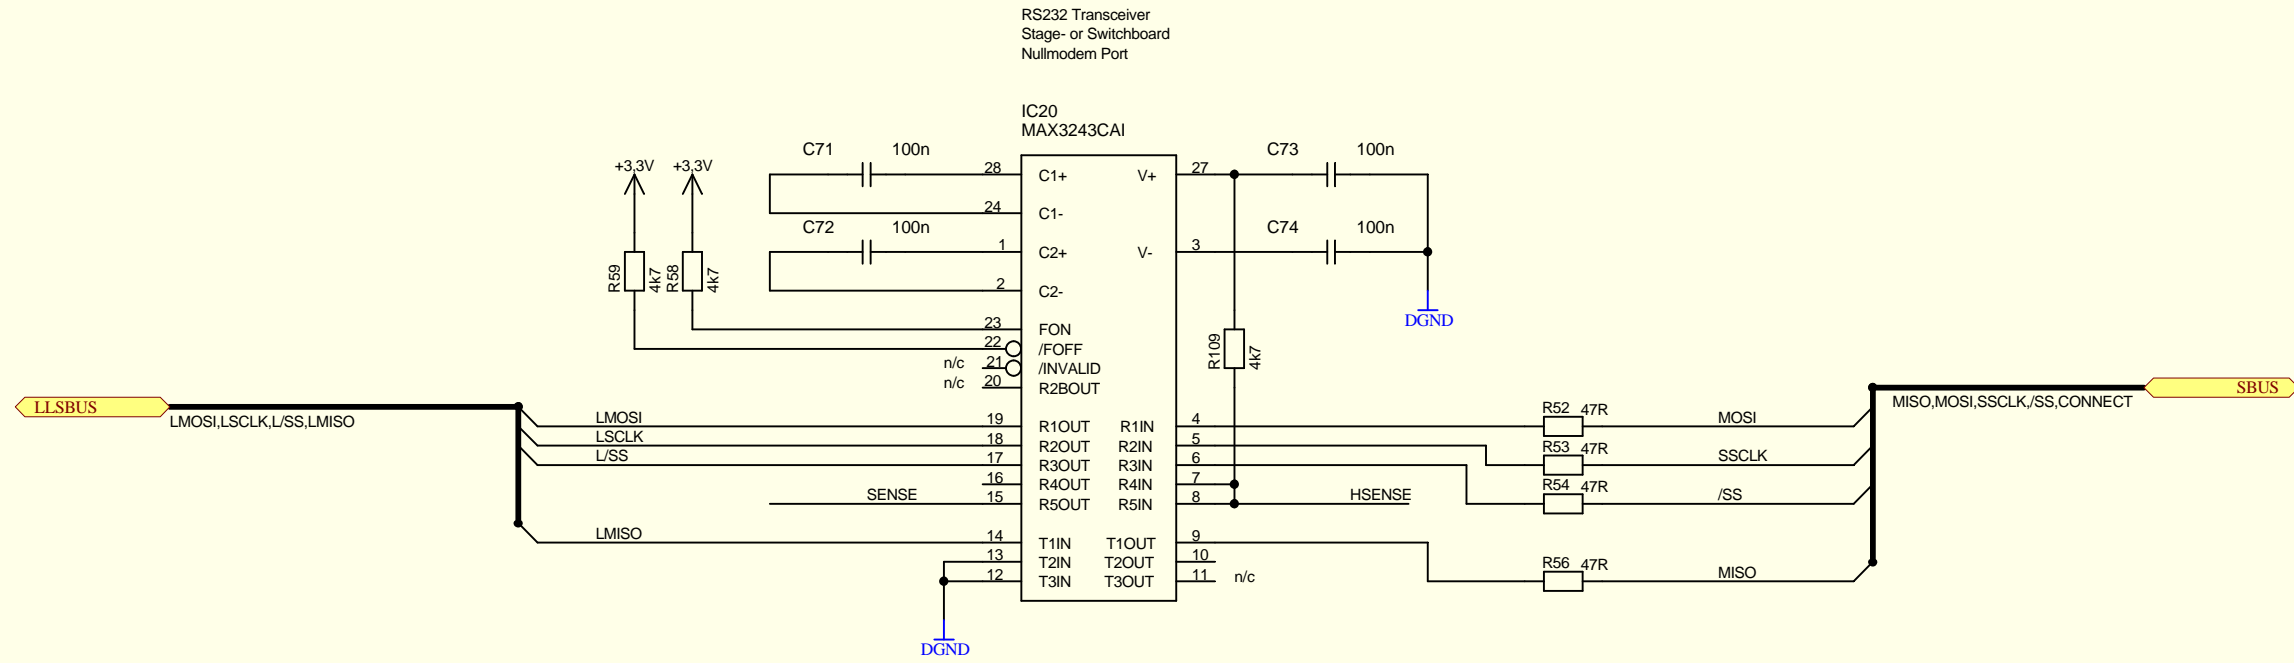 RS232 Transceiver
Stage- or Switchboard
Nullmodem Port
IC20
MAX3243CAI
C71 100n
C73 100n
+3,3V +3,3V
28 C1+ V+ 27
24 C1-
C72 100n
C74 100n
1 C2+ V- 3
R59 4k7 R58 4k7
2 C2-
DGND
23 FON
22 /FOFF
R109 4k7
n/c 21 /INVALID
n/c 20 R2BOUT
LLSBUS
SBUS
LMOSI,LSCLK,L/SS,LMISO
MISO,MOSI,SSCLK,/SS,CONNECT
LMOSI 19 R1OUT R1IN 4 R52 47R MOSI
LSCLK 18 R2OUT R2IN 5
L/SS 17 R3OUT R3IN 6 R53 47R SSCLK
16 R4OUT R4IN 7
SENSE 15 R5OUT R5IN 8 HSENSE R54 47R /SS
LMISO 14 T1IN T1OUT 9
13 T2IN T2OUT 10
12 T3IN T3OUT 11 n/c R56 47R MISO
DGND